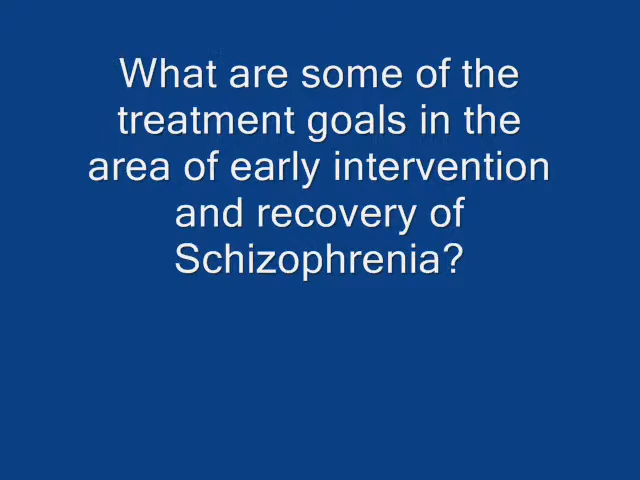 What are some of the
treatment goals in the
area of early intervention
and recovery of
Schizophrenia?